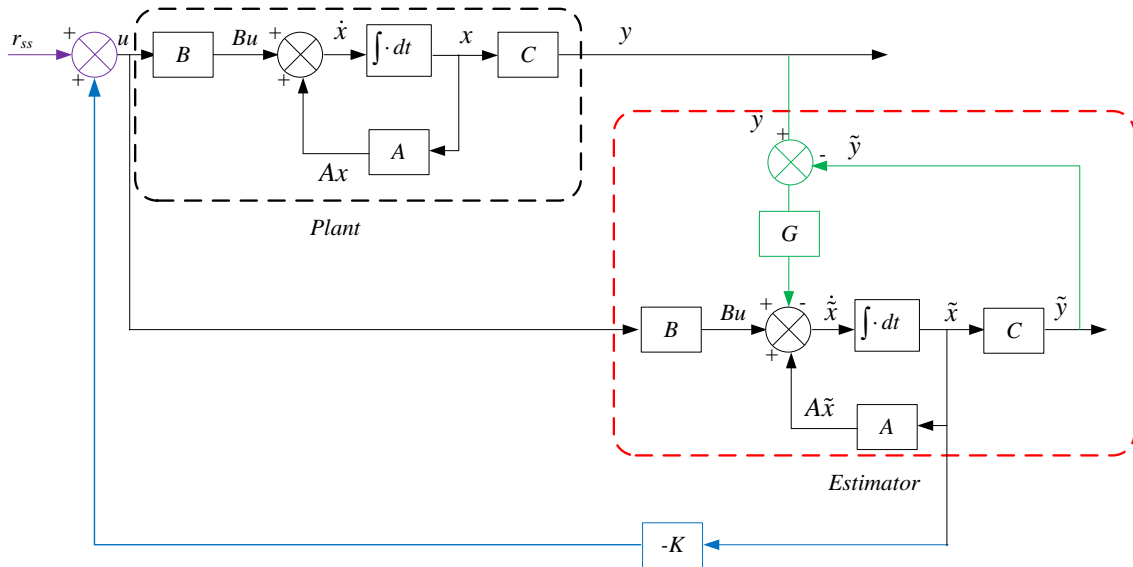 r_ss + + u B Bu + + ẋ ∫·dt x C y
A
Ax
Plant
y + - ỹ
G
B Bu + - + x̃̇ ∫·dt x̃ C ỹ
Ax̃ A
Estimator
-K